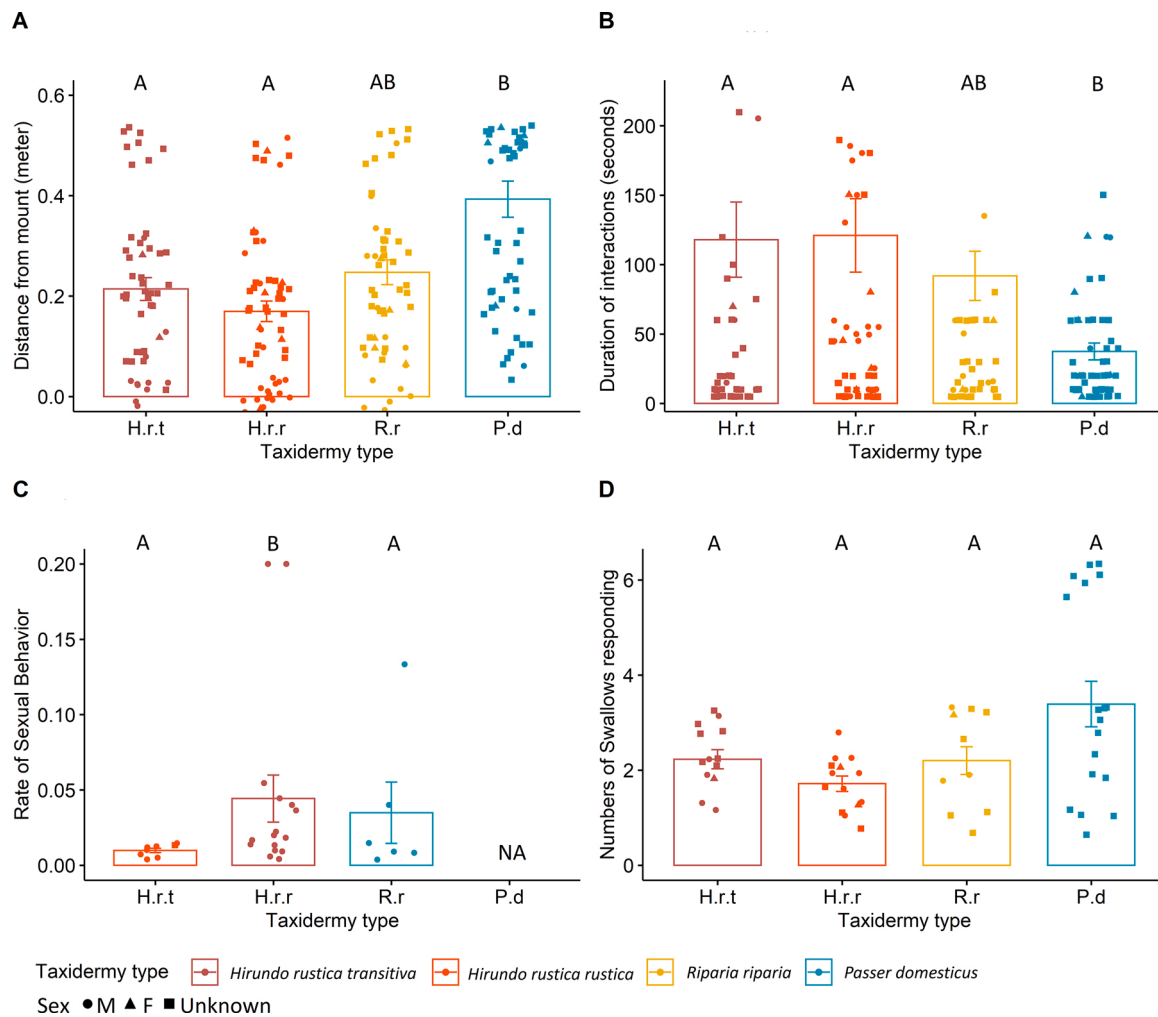 A
A A AB B
Distance from mount (meter)
0.6
0.4
0.2
0.0
H.r.t H.r.r R.r P.d
Taxidermy type
B
A A AB B
Duration of interactions (seconds)
200
150
100
50
0
H.r.t H.r.r R.r P.d
Taxidermy type
C
A B A
Rate of Sexual Behavior
0.20
0.15
0.10
0.05
0.00
NA
H.r.t H.r.r R.r P.d
Taxidermy type
D
A A A A
Numbers of Swallows responding
6
4
2
0
H.r.t H.r.r R.r P.d
Taxidermy type
Taxidermy type Hirundo rustica transitiva Hirundo rustica rustica Riparia riparia Passer domesticus
Sex M F Unknown